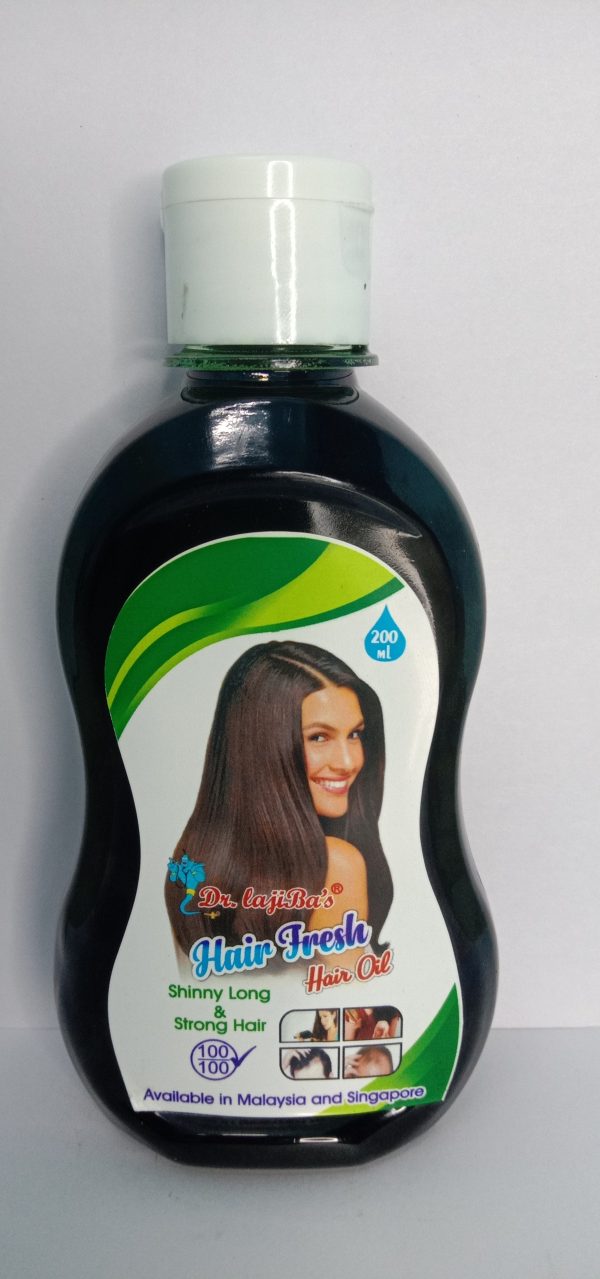 200
ml
Dr. lajiBa's®
Hair Fresh
Hair Oil
Shinny Long
&
Strong Hair
100
100
Available in Malaysia and Singapore